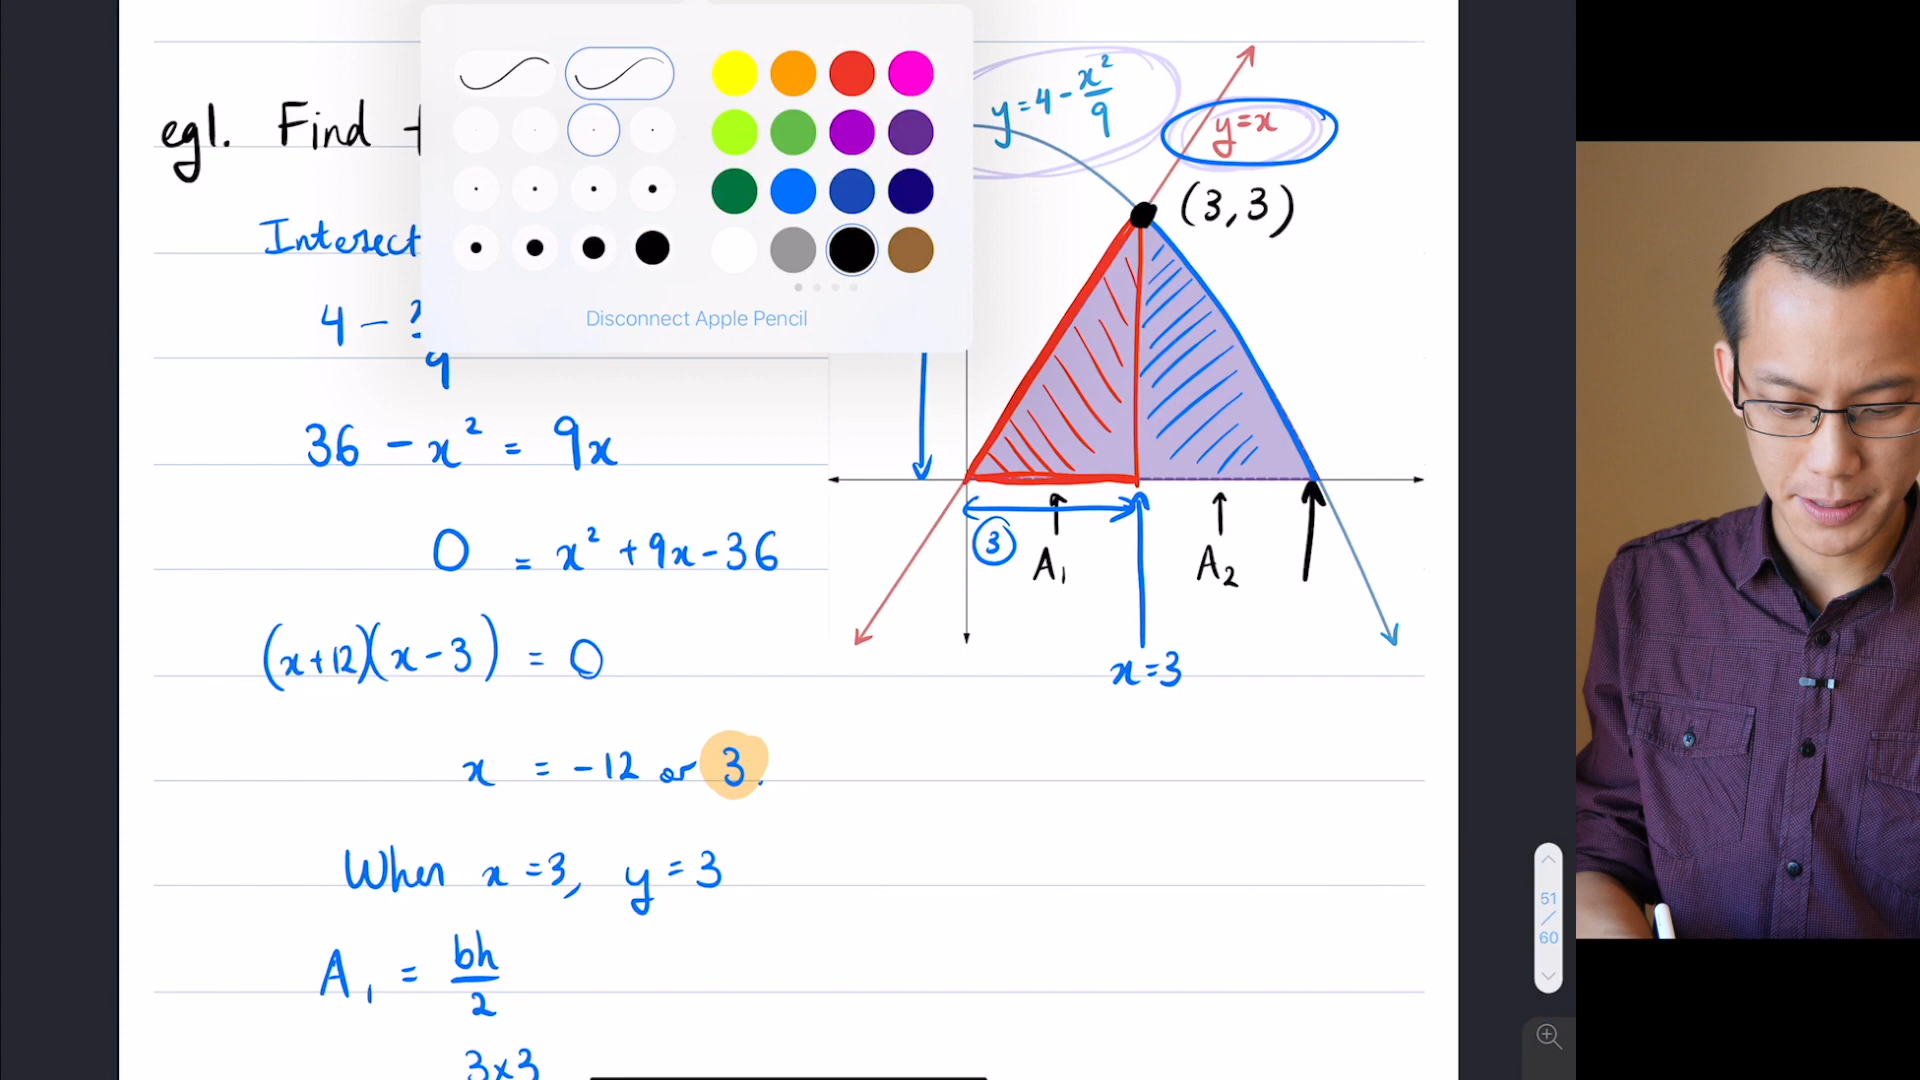 eg1. Find
Intersect
4 -
9
36 - x² = 9x
0 = x² + 9x - 36
(x+12)(x-3) = 0
x = -12 or 3.
When x = 3, y = 3
A₁ = bh/2
3x3
Disconnect Apple Pencil
y = 4 - x²/9
y = x
(3,3)
3
A₁
A₂
x = 3
51
/
60